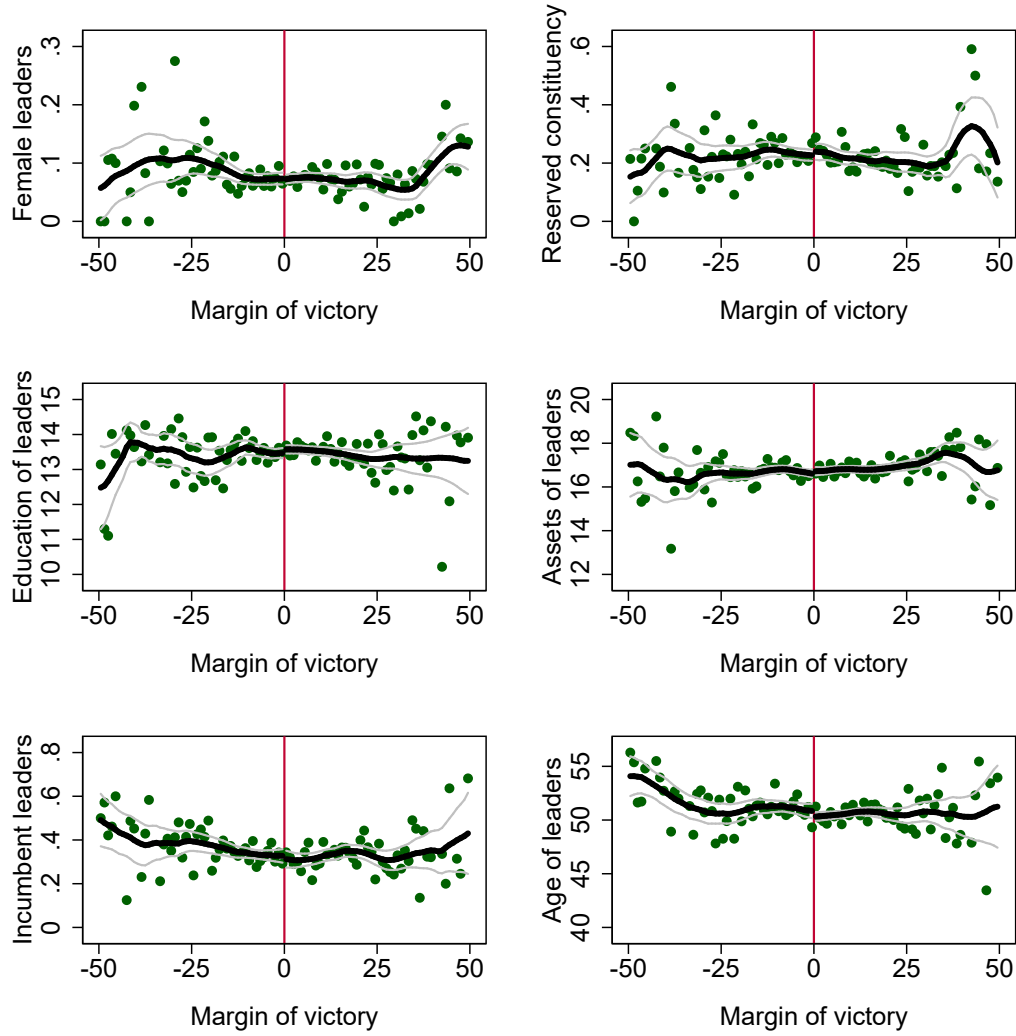 Female leaders
.3
.2
.1
0
-50 -25 0 25 50
Margin of victory
Reserved constituency
.6
.4
.2
0
-50 -25 0 25 50
Margin of victory
Education of leaders
15
14
13
12
11
10
-50 -25 0 25 50
Margin of victory
Assets of leaders
20
18
16
14
12
-50 -25 0 25 50
Margin of victory
Incumbent leaders
.8
.6
.4
.2
0
-50 -25 0 25 50
Margin of victory
Age of leaders
55
50
45
40
-50 -25 0 25 50
Margin of victory